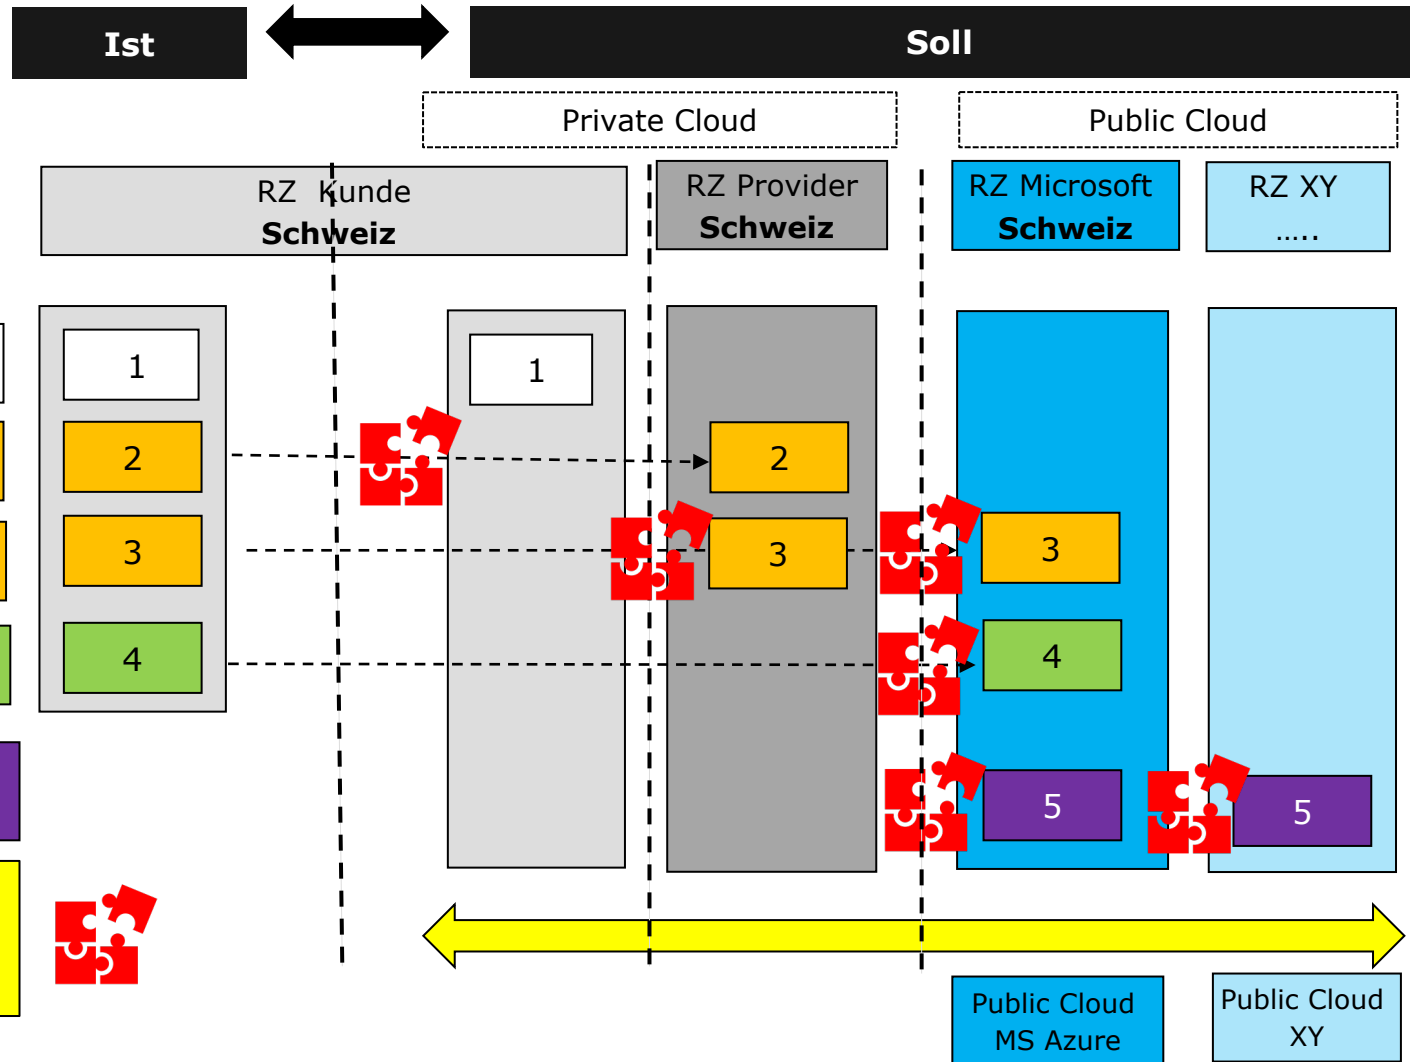 Ist
Soll
Private Cloud
Public Cloud
RZ Kunde
Schweiz
RZ Provider
Schweiz
RZ Microsoft
Schweiz
RZ XY
.....
1
1
2
2
3
3
3
4
4
5
5
Public Cloud
MS Azure
Public Cloud
XY